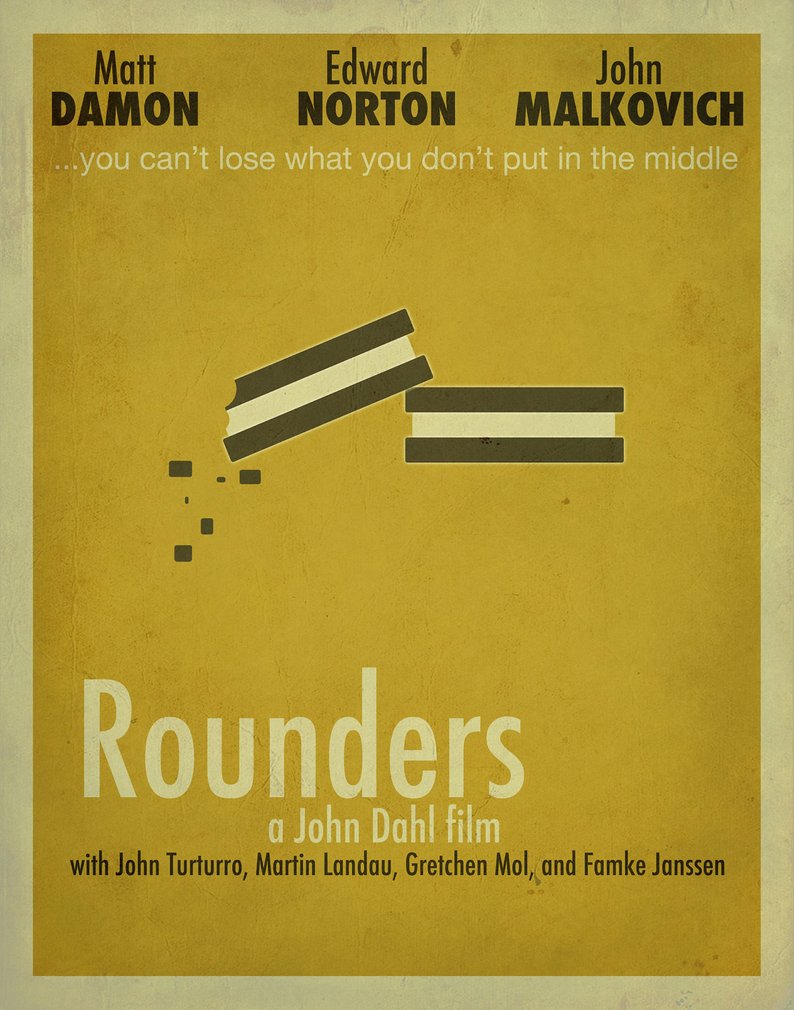 Matt Edward John
DAMON NORTON MALKOVICH
...you can't lose what you don't put in the middle
Rounders
a John Dahl film
with John Turturro, Martin Landau, Gretchen Mol, and Famke Janssen